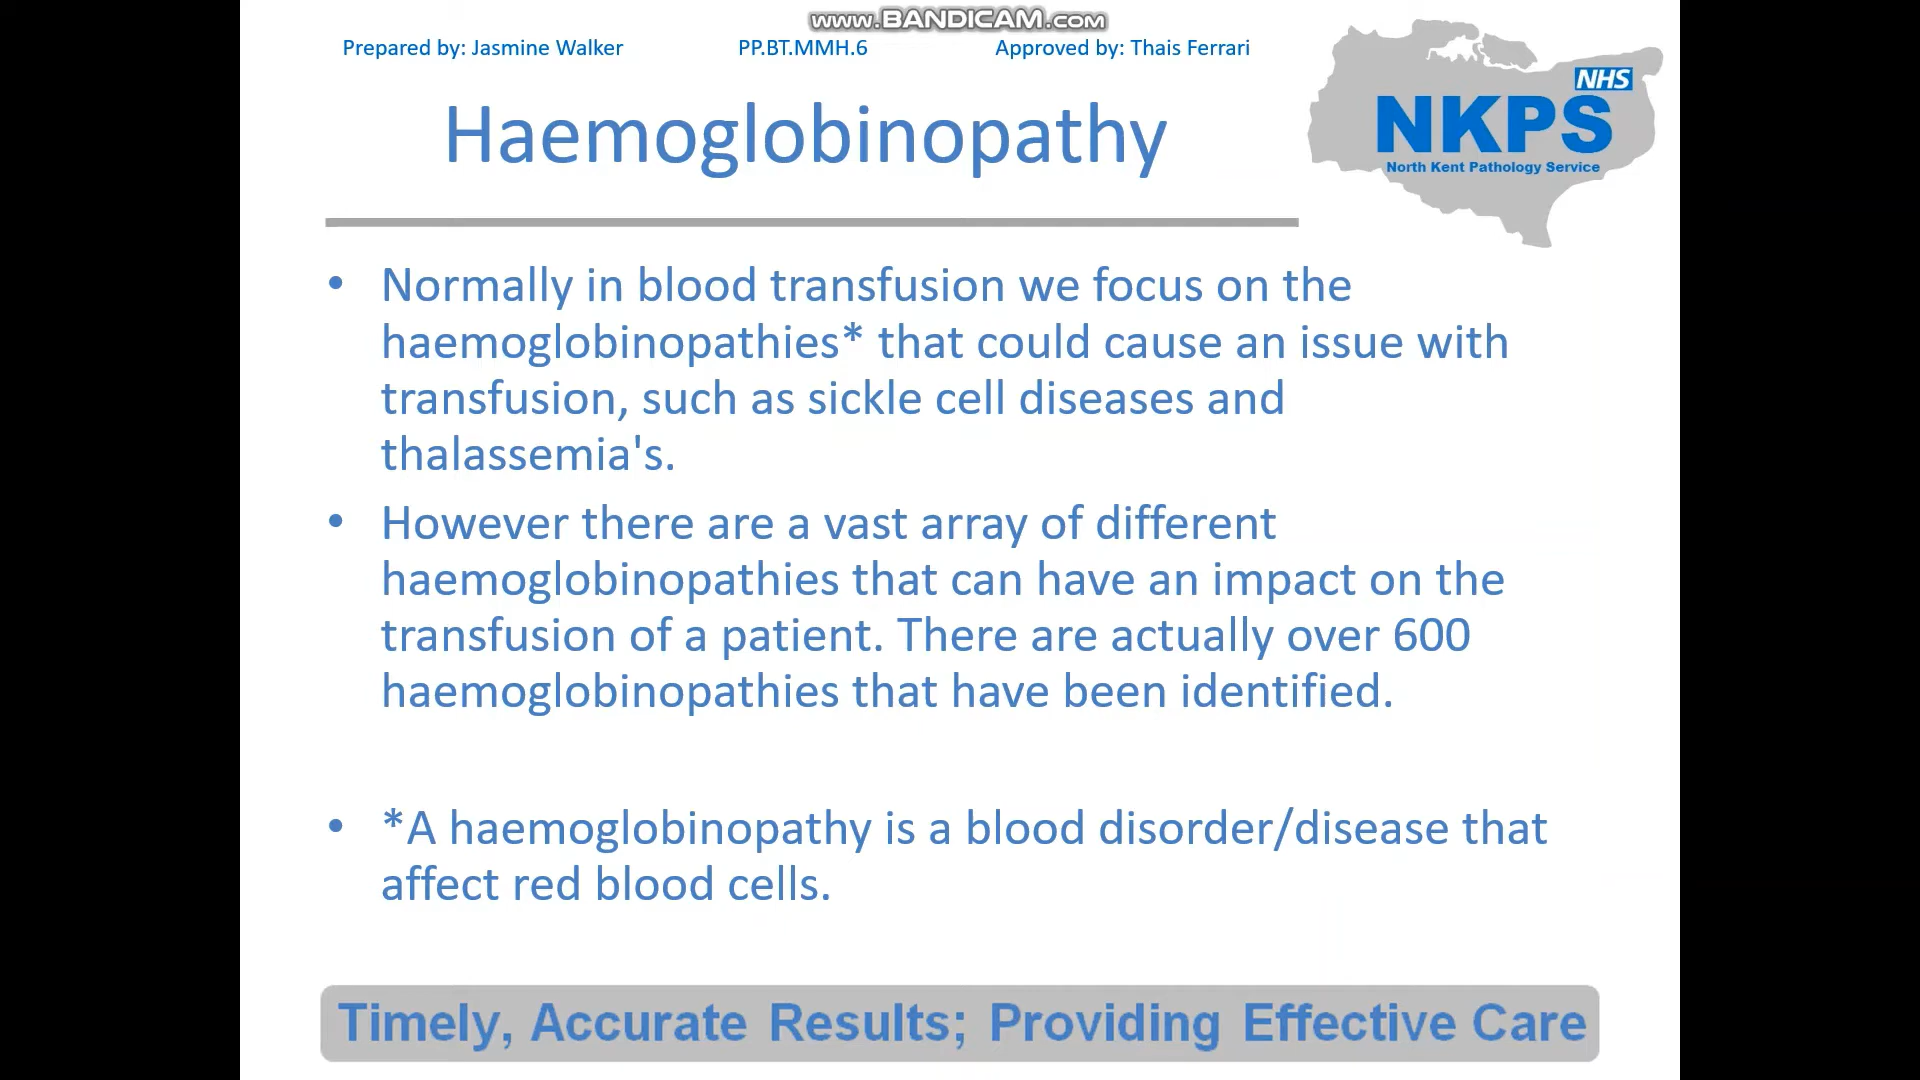 www.BANDICAM.com
Prepared by: Jasmine Walker PP.BT.MMH.6 Approved by: Thais Ferrari
NHS
NKPS
North Kent Pathology Service
Haemoglobinopathy
• Normally in blood transfusion we focus on the
haemoglobinopathies* that could cause an issue with
transfusion, such as sickle cell diseases and
thalassemia's.
• However there are a vast array of different
haemoglobinopathies that can have an impact on the
transfusion of a patient. There are actually over 600
haemoglobinopathies that have been identified.
• *A haemoglobinopathy is a blood disorder/disease that
affect red blood cells.
Timely, Accurate Results; Providing Effective Care